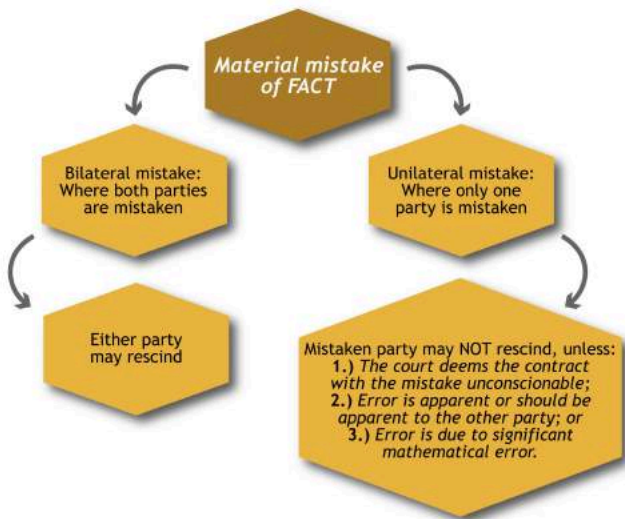 Material mistake
of FACT
Bilateral mistake:
Where both parties
are mistaken
Unilateral mistake:
Where only one
party is mistaken
Either party
may rescind
Mistaken party may NOT rescind, unless:
1.) The court deems the contract
with the mistake unconscionable;
2.) Error is apparent or should be
apparent to the other party; or
3.) Error is due to significant
mathematical error.